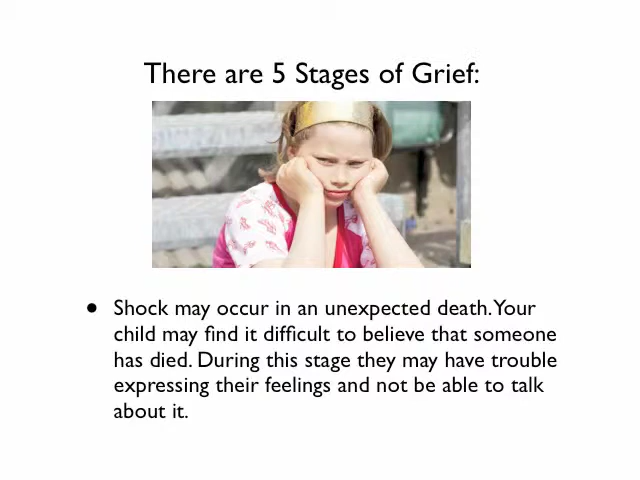 There are 5 Stages of Grief:
• Shock may occur in an unexpected death. Your
child may find it difficult to believe that someone
has died. During this stage they may have trouble
expressing their feelings and not be able to talk
about it.